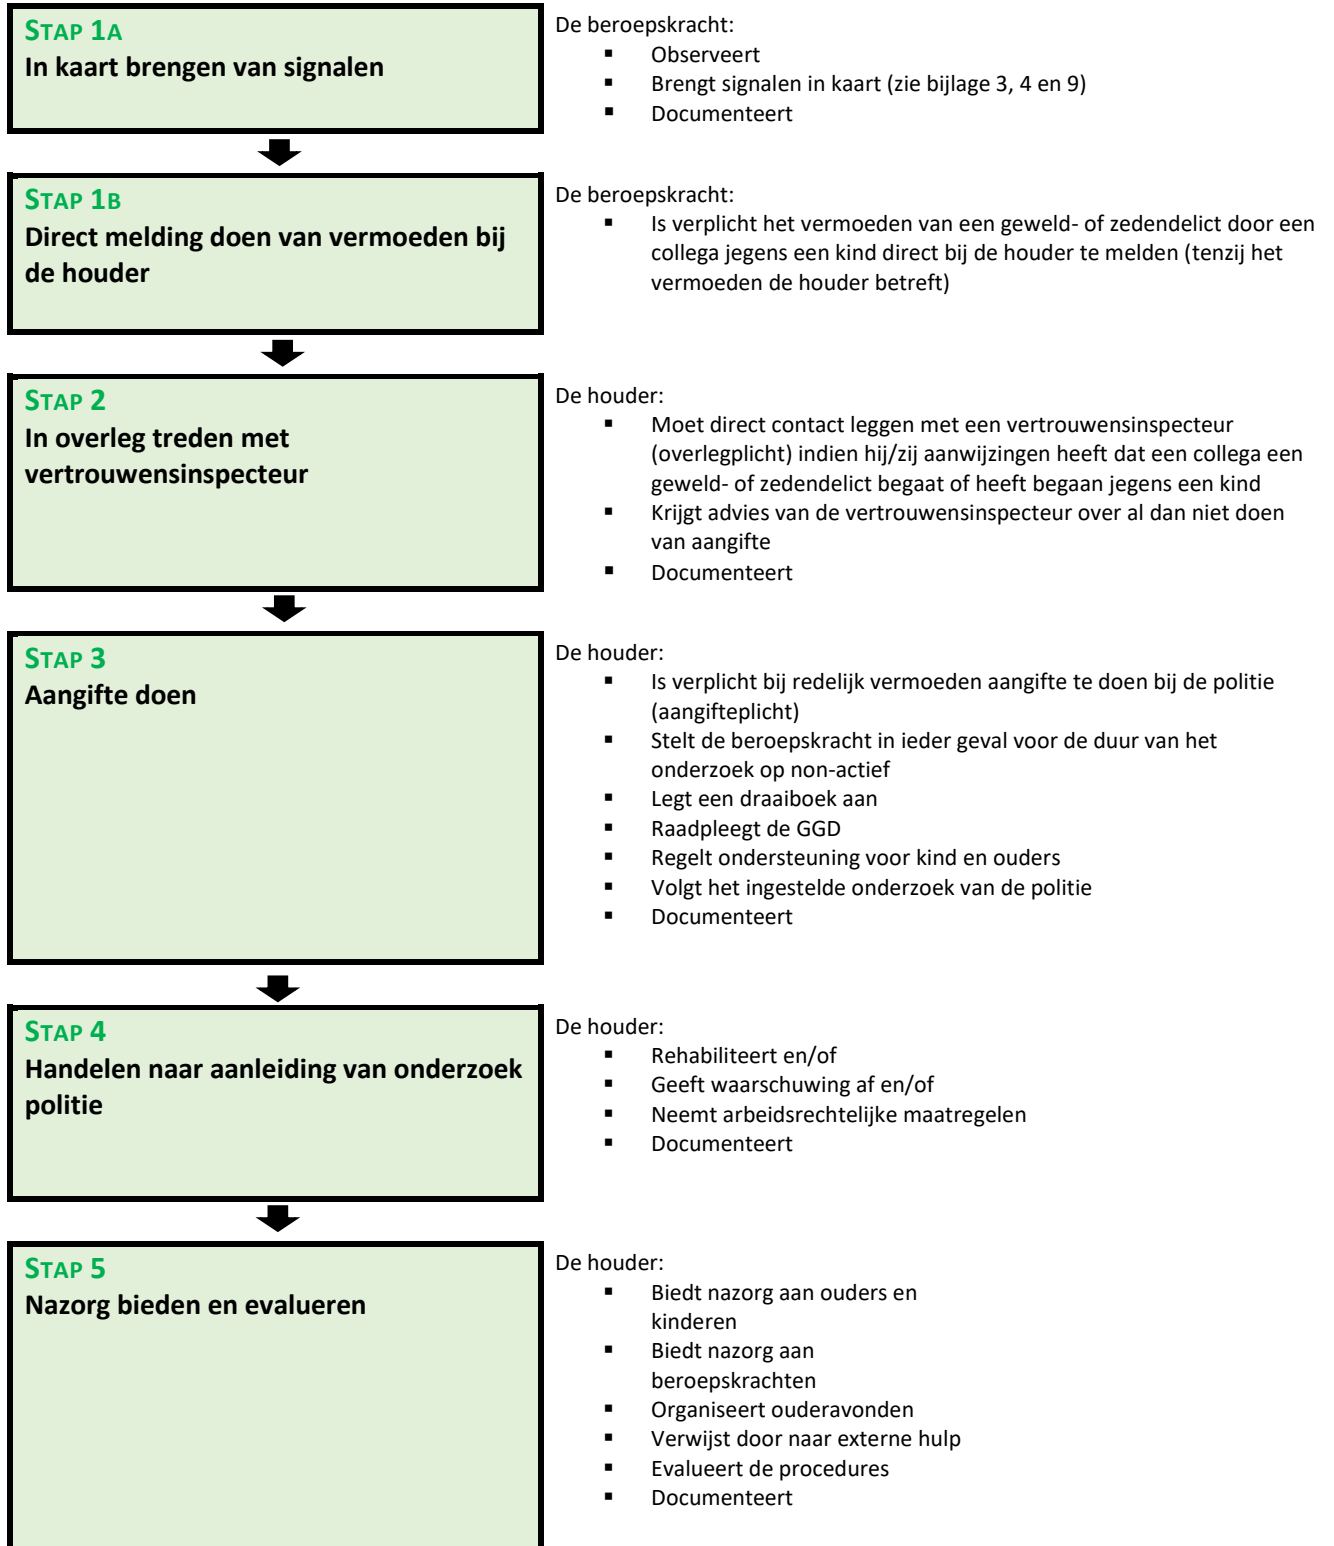 STAP 1A
In kaart brengen van signalen
De beroepskracht:
▪ Observeert
▪ Brengt signalen in kaart (zie bijlage 3, 4 en 9)
▪ Documenteert
STAP 1B
Direct melding doen van vermoeden bij
de houder
De beroepskracht:
▪ Is verplicht het vermoeden van een geweld- of zedendelict door een
collega jegens een kind direct bij de houder te melden (tenzij het
vermoeden de houder betreft)
STAP 2
In overleg treden met
vertrouwensinspecteur
De houder:
▪ Moet direct contact leggen met een vertrouwensinspecteur
(overlegplicht) indien hij/zij aanwijzingen heeft dat een collega een
geweld- of zedendelict begaat of heeft begaan jegens een kind
▪ Krijgt advies van de vertrouwensinspecteur over al dan niet doen
van aangifte
▪ Documenteert
STAP 3
Aangifte doen
De houder:
▪ Is verplicht bij redelijk vermoeden aangifte te doen bij de politie
(aangifteplicht)
▪ Stelt de beroepskracht in ieder geval voor de duur van het
onderzoek op non-actief
▪ Legt een draaiboek aan
▪ Raadpleegt de GGD
▪ Regelt ondersteuning voor kind en ouders
▪ Volgt het ingestelde onderzoek van de politie
▪ Documenteert
STAP 4
Handelen naar aanleiding van onderzoek
politie
De houder:
▪ Rehabiliteert en/of
▪ Geeft waarschuwing af en/of
▪ Neemt arbeidsrechtelijke maatregelen
▪ Documenteert
STAP 5
Nazorg bieden en evalueren
De houder:
▪ Biedt nazorg aan ouders en
kinderen
▪ Biedt nazorg aan
beroepskrachten
▪ Organiseert ouderavonden
▪ Verwijst door naar externe hulp
▪ Evalueert de procedures
▪ Documenteert